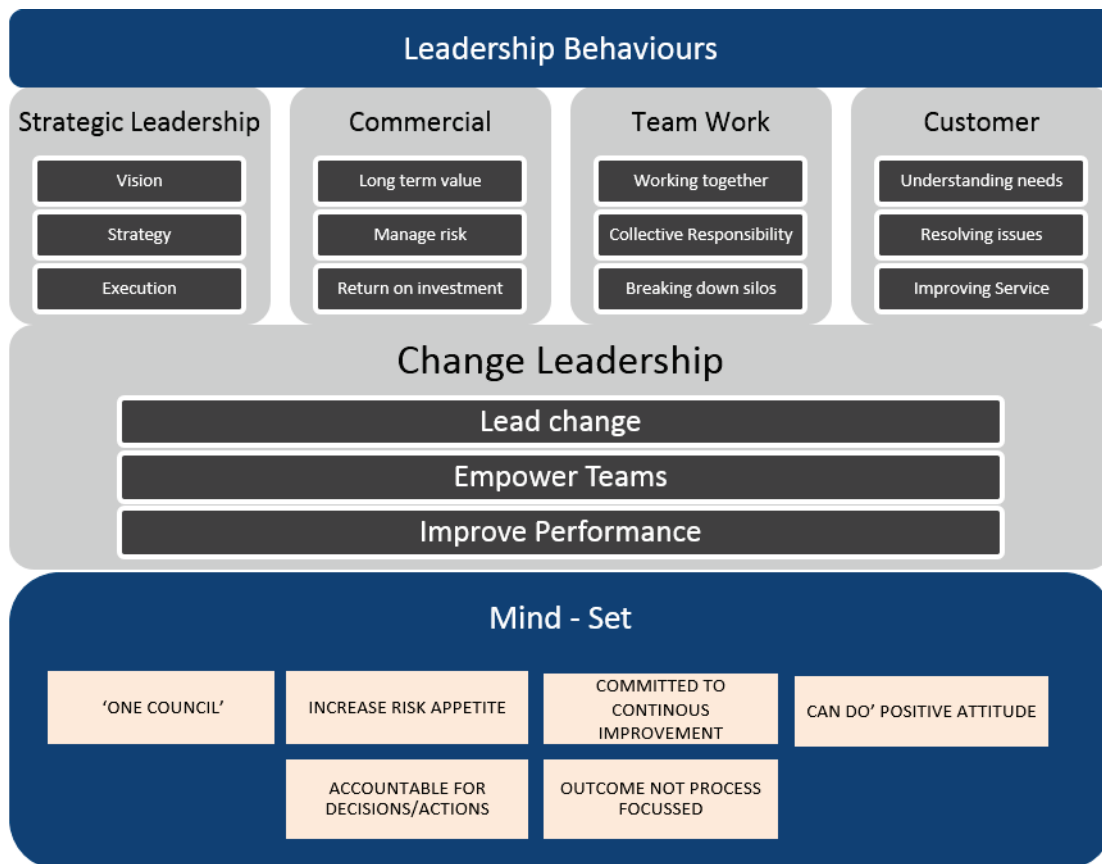 Leadership Behaviours
Strategic Leadership
Vision
Strategy
Execution
Commercial
Long term value
Manage risk
Return on investment
Team Work
Working together
Collective Responsibility
Breaking down silos
Customer
Understanding needs
Resolving issues
Improving Service
Change Leadership
Lead change
Empower Teams
Improve Performance
Mind - Set
‘ONE COUNCIL’
INCREASE RISK APPETITE
COMMITTED TO
CONTINOUS
IMPROVEMENT
CAN DO’ POSITIVE ATTITUDE
ACCOUNTABLE FOR
DECISIONS/ACTIONS
OUTCOME NOT PROCESS
FOCUSSED